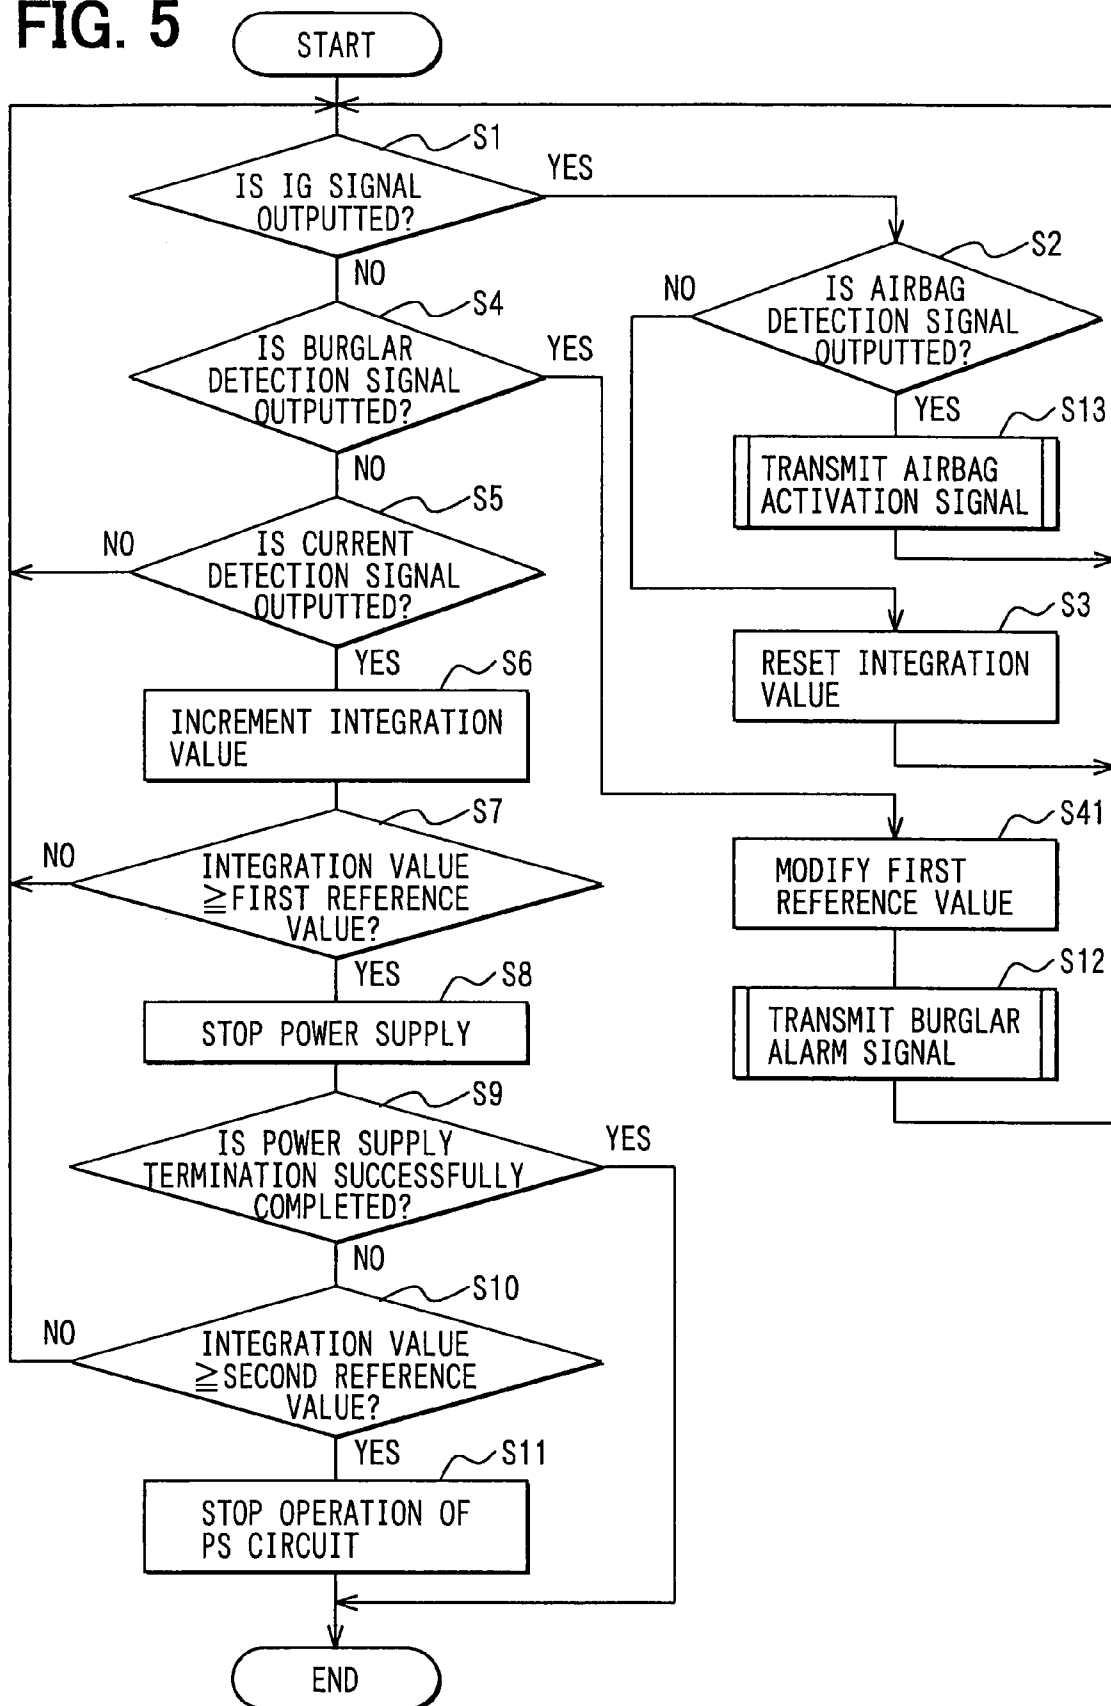 FIG. 5
START
S1
IS IG SIGNAL
OUTPUTTED?
YES
NO
S2
IS AIRBAG
DETECTION SIGNAL
OUTPUTTED?
NO
YES
S4
IS BURGLAR
DETECTION SIGNAL
OUTPUTTED?
YES
NO
S13
TRANSMIT AIRBAG
ACTIVATION SIGNAL
S5
IS CURRENT
DETECTION SIGNAL
OUTPUTTED?
NO
YES
S3
RESET INTEGRATION
VALUE
S6
INCREMENT INTEGRATION
VALUE
S7
INTEGRATION VALUE
≧FIRST REFERENCE
VALUE?
NO
YES
S41
MODIFY FIRST
REFERENCE VALUE
S8
STOP POWER SUPPLY
S12
TRANSMIT BURGLAR
ALARM SIGNAL
S9
IS POWER SUPPLY
TERMINATION SUCCESSFULLY
COMPLETED?
YES
NO
S10
INTEGRATION VALUE
≧SECOND REFERENCE
VALUE?
NO
YES
S11
STOP OPERATION OF
PS CIRCUIT
END